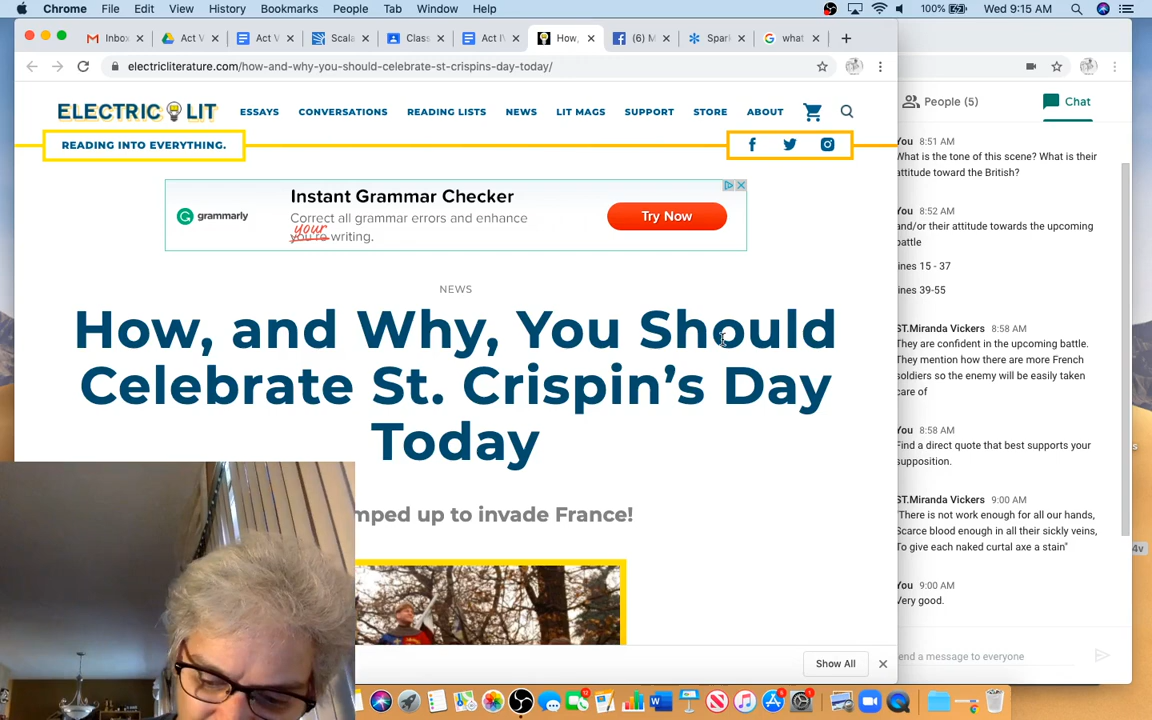 Chrome File Edit View History Bookmarks People Tab Window Help 100% Wed 9:15 AM
Inbox Act V Act V Scala Class Act I How, (6) M Spark what
electricliterature.com/how-and-why-you-should-celebrate-st-crispins-day-today/
ELECTRIC LIT ESSAYS CONVERSATIONS READING LISTS NEWS LIT MAGS SUPPORT STORE ABOUT
READING INTO EVERYTHING.
grammarly
Instant Grammar Checker
Correct all grammar errors and enhance
your
you're writing.
Try Now
NEWS
How, and Why, You Should
Celebrate St. Crispin's Day
Today
mped up to invade France!
Show All
People (5) Chat
You 8:51 AM
What is the tone of this scene? What is their
attitude toward the British?
You 8:52 AM
and/or their attitude towards the upcoming
battle
ines 15 - 37
ines 39-55
ST.Miranda Vickers 8:58 AM
They are confident in the upcoming battle.
They mention how there are more French
soldiers so the enemy will be easily taken
care of
You 8:58 AM
Find a direct quote that best supports your
supposition.
ST.Miranda Vickers 9:00 AM
"There is not work enough for all our hands,
Scarce blood enough in all their sickly veins,
To give each naked curtal axe a stain"
You 9:00 AM
Very good.
end a message to everyone
4v